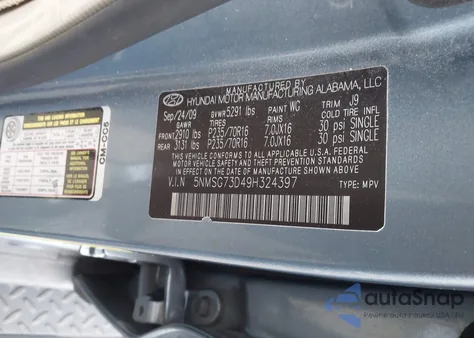 HYUNDAI MOTOR MANUFACTURING ALABAMA, LLC
Sep/24/09 GVWR 5291 lbs PAINT WG TRIM J9
GAWR TIRES RIMS COLD TIRE INFL.
FRONT 2910 lbs P235/70R16 7.0JX16 30 psi SINGLE
REAR 3131 lbs P235/70R16 7.0JX16 30 psi SINGLE
THIS VEHICLE CONFORMS TO ALL APPLICABLE U.S. FEDERAL MOTOR
VEHICLE SAFETY AND THEFT PREVENTION STANDARDS IN
EFFECT ON THE DATE OF MANUFACTURE SHOWN ABOVE.
V.I.N 5NMSG73D49H324397 TYPE: MPV
OM-CC6
autoSnap